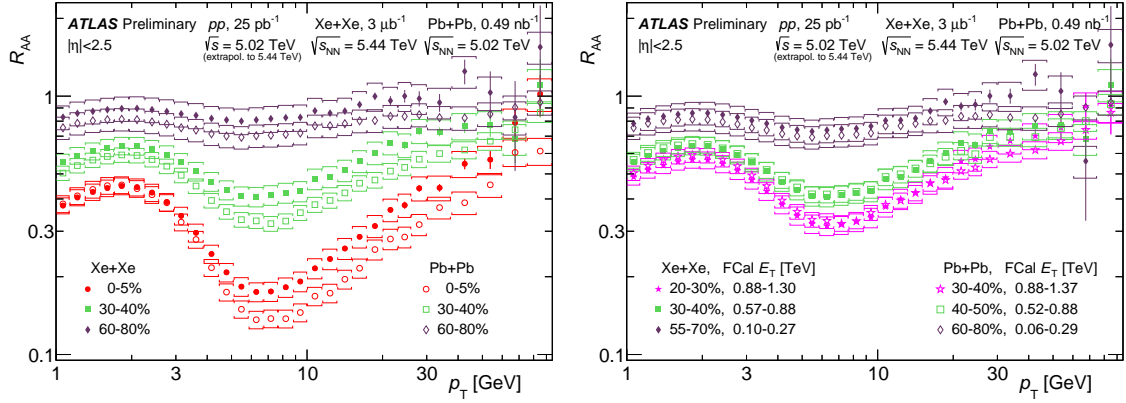 ATLAS Preliminary pp, 25 pb⁻¹ Xe+Xe, 3 μb⁻¹ Pb+Pb, 0.49 nb⁻¹
|η|<2.5 √s = 5.02 TeV √sNN = 5.44 TeV √sNN = 5.02 TeV
(extrapol. to 5.44 TeV)
RAA
1
0.3
0.1
Xe+Xe Pb+Pb
0-5% 0-5%
30-40% 30-40%
60-80% 60-80%
1 3 10 30
pT [GeV]
ATLAS Preliminary pp, 25 pb⁻¹ Xe+Xe, 3 μb⁻¹ Pb+Pb, 0.49 nb⁻¹
|η|<2.5 √s = 5.02 TeV √sNN = 5.44 TeV √sNN = 5.02 TeV
(extrapol. to 5.44 TeV)
RAA
1
0.3
0.1
Xe+Xe, FCal ET [TeV] Pb+Pb, FCal ET [TeV]
20-30%, 0.88-1.30 30-40%, 0.88-1.37
30-40%, 0.57-0.88 40-50%, 0.52-0.88
55-70%, 0.10-0.27 60-80%, 0.06-0.29
1 3 10 30
pT [GeV]